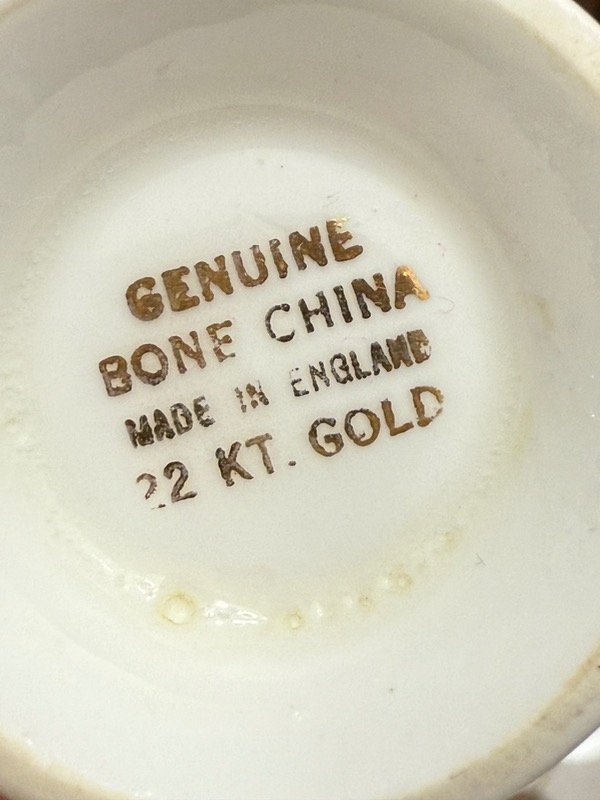 GENUINE
BONE CHINA
MADE IN ENGLAND
22 KT. GOLD